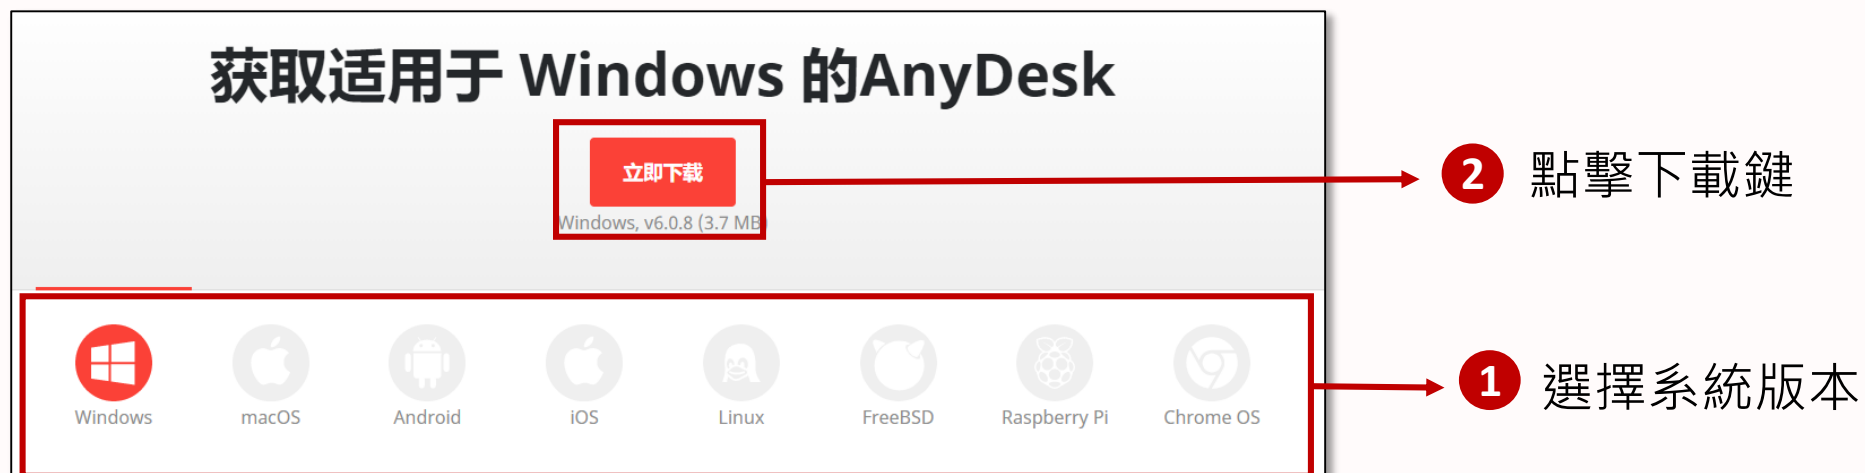 获取适用于 Windows 的AnyDesk
立即下载
Windows, v6.0.8 (3.7 MB)
2 點擊下載鍵
Windows macOS Android iOS Linux FreeBSD Raspberry Pi Chrome OS
1 選擇系統版本